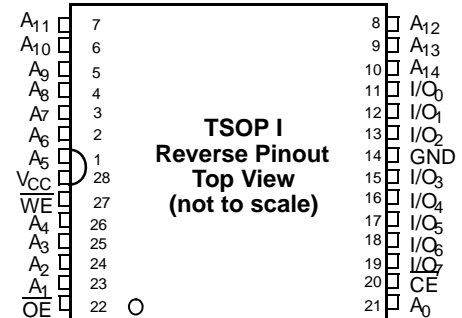 A11 7 8 A12
A10 6 9 A13
A9 5 10 A14
A8 4 11 I/O0
A7 3 12 I/O1
A6 2 13 I/O2
A5 1 14 GND
VCC 28 15 I/O3
WE 27 16 I/O4
A4 26 17 I/O5
A3 25 18 I/O6
A2 24 19 I/O7
A1 23 20 CE
OE 22 21 A0
TSOP I
Reverse Pinout
Top View
(not to scale)